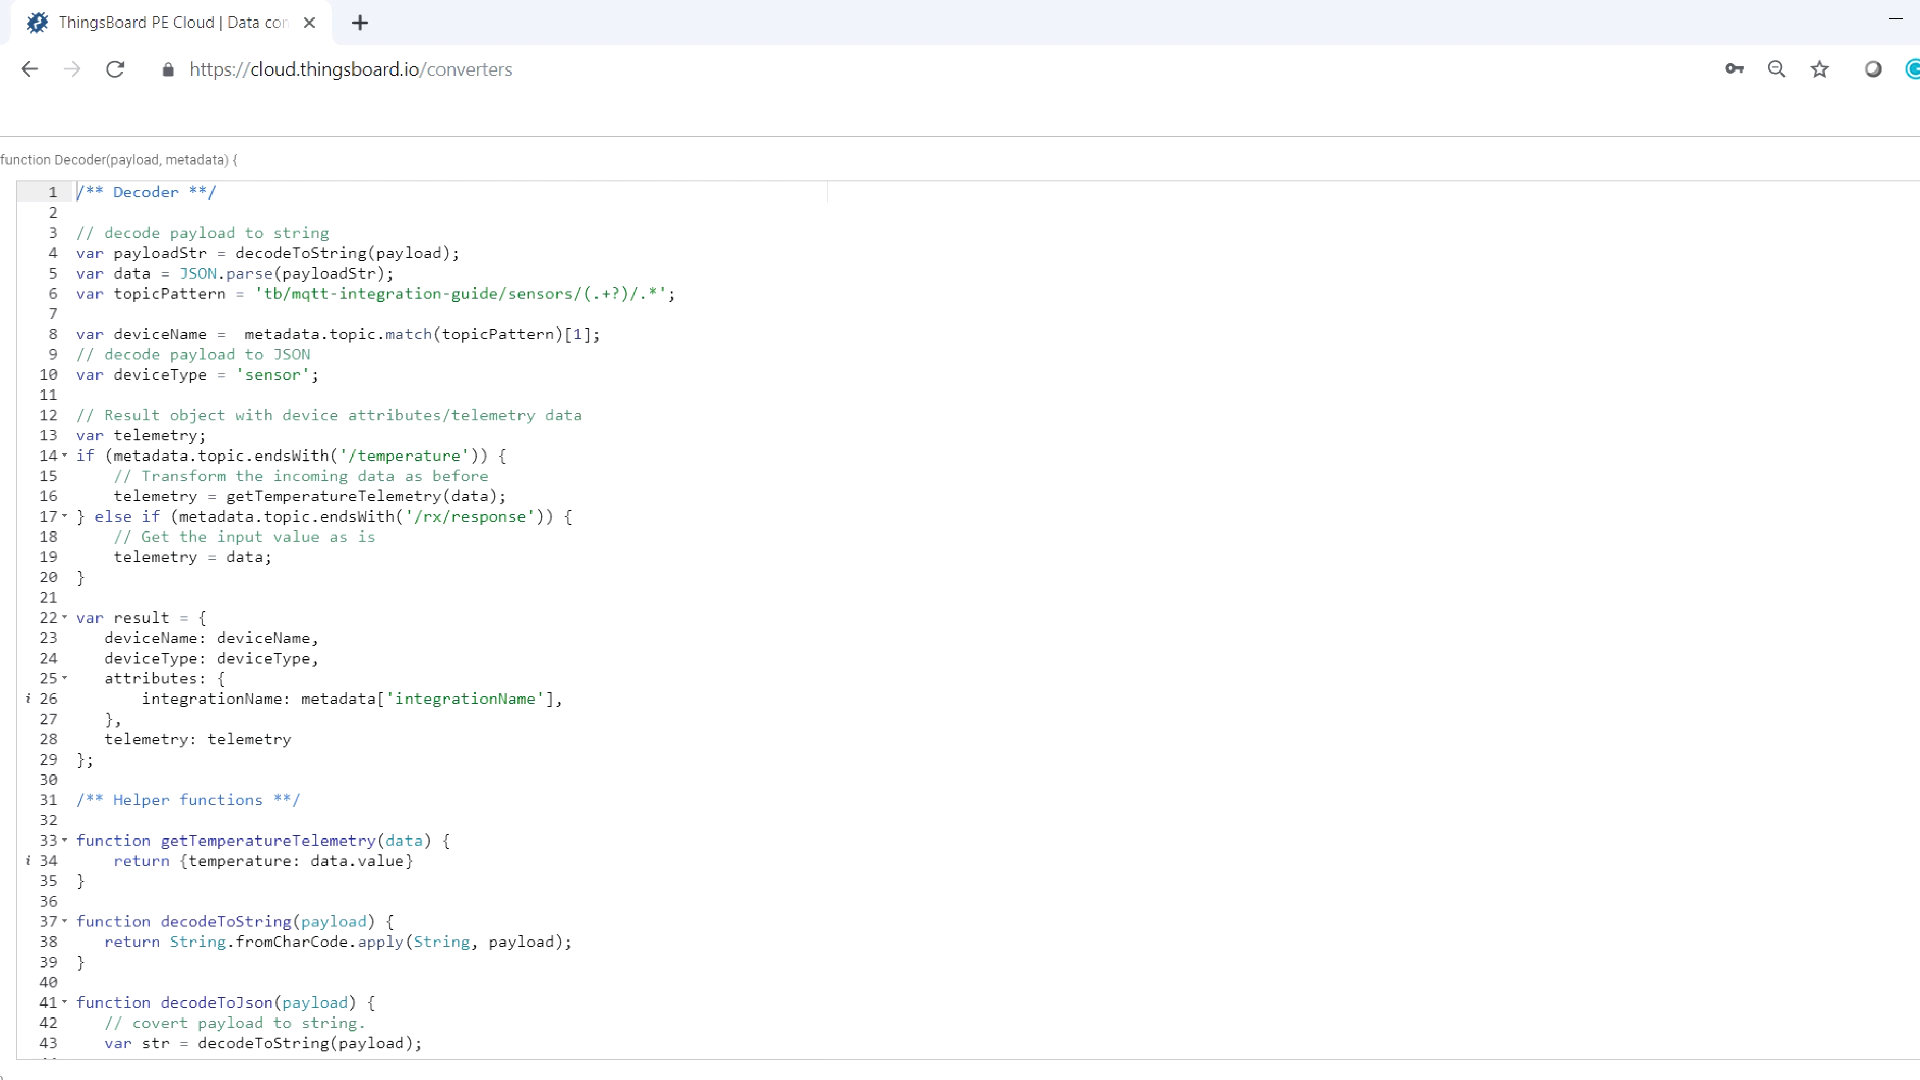 ThingsBoard PE Cloud | Data con
https://cloud.thingsboard.io/converters
function Decoder(payload, metadata) {
1 /** Decoder **/
2
3 // decode payload to string
4 var payloadStr = decodeToString(payload);
5 var data = JSON.parse(payloadStr);
6 var topicPattern = 'tb/mqtt-integration-guide/sensors/(.+?)/.*';
7
8 var deviceName =  metadata.topic.match(topicPattern)[1];
9 // decode payload to JSON
10 var deviceType = 'sensor';
11
12 // Result object with device attributes/telemetry data
13 var telemetry;
14 if (metadata.topic.endsWith('/temperature')) {
15     // Transform the incoming data as before
16     telemetry = getTemperatureTelemetry(data);
17 } else if (metadata.topic.endsWith('/rx/response')) {
18     // Get the input value as is
19     telemetry = data;
20 }
21
22 var result = {
23    deviceName: deviceName,
24    deviceType: deviceType,
25    attributes: {
i 26        integrationName: metadata['integrationName'],
27    },
28    telemetry: telemetry
29 };
30
31 /** Helper functions **/
32
33 function getTemperatureTelemetry(data) {
i 34     return {temperature: data.value}
35 }
36
37 function decodeToString(payload) {
38    return String.fromCharCode.apply(String, payload);
39 }
40
41 function decodeToJson(payload) {
42    // covert payload to string.
43    var str = decodeToString(payload);